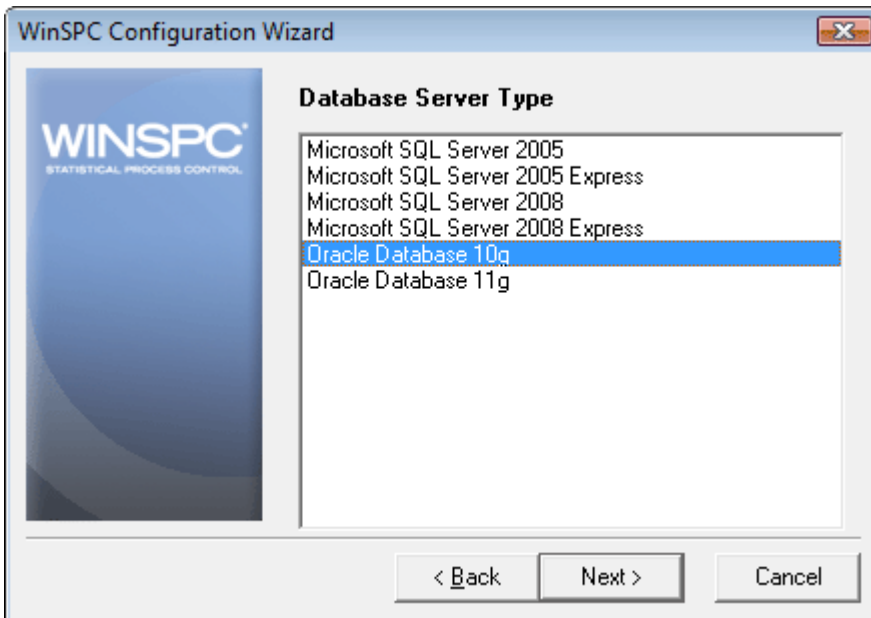 WinSPC Configuration Wizard
WINSPC
STATISTICAL PROCESS CONTROL
Database Server Type
Microsoft SQL Server 2005
Microsoft SQL Server 2005 Express
Microsoft SQL Server 2008
Microsoft SQL Server 2008 Express
Oracle Database 10g
Oracle Database 11g
< Back
Next >
Cancel